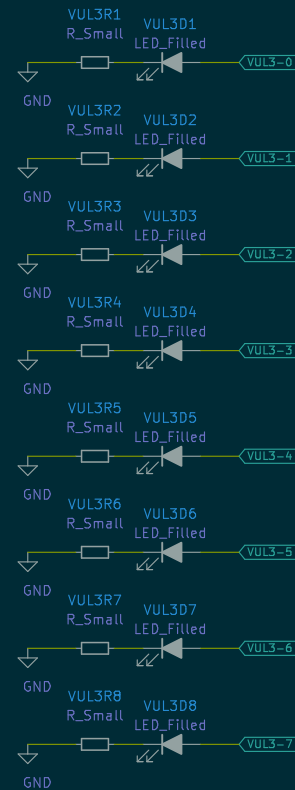 VUL3R1
R_Small
VUL3D1
LED_Filled
VUL3-0
GND
VUL3R2
R_Small
VUL3D2
LED_Filled
VUL3-1
GND
VUL3R3
R_Small
VUL3D3
LED_Filled
VUL3-2
GND
VUL3R4
R_Small
VUL3D4
LED_Filled
VUL3-3
GND
VUL3R5
R_Small
VUL3D5
LED_Filled
VUL3-4
GND
VUL3R6
R_Small
VUL3D6
LED_Filled
VUL3-5
GND
VUL3R7
R_Small
VUL3D7
LED_Filled
VUL3-6
GND
VUL3R8
R_Small
VUL3D8
LED_Filled
VUL3-7
GND